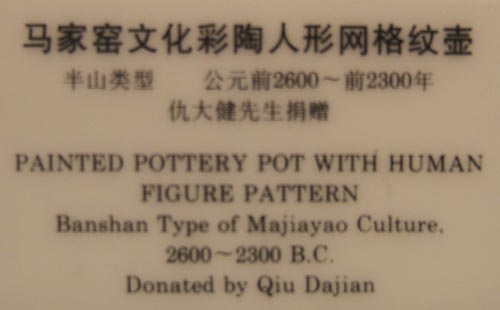 马家窑文化彩陶人形网格纹壶
半山类型 公元前2600～前2300年
仇大健先生捐赠
PAINTED POTTERY POT WITH HUMAN
FIGURE PATTERN
Banshan Type of Majiayao Culture,
2600～2300 B.C.
Donated by Qiu Dajian